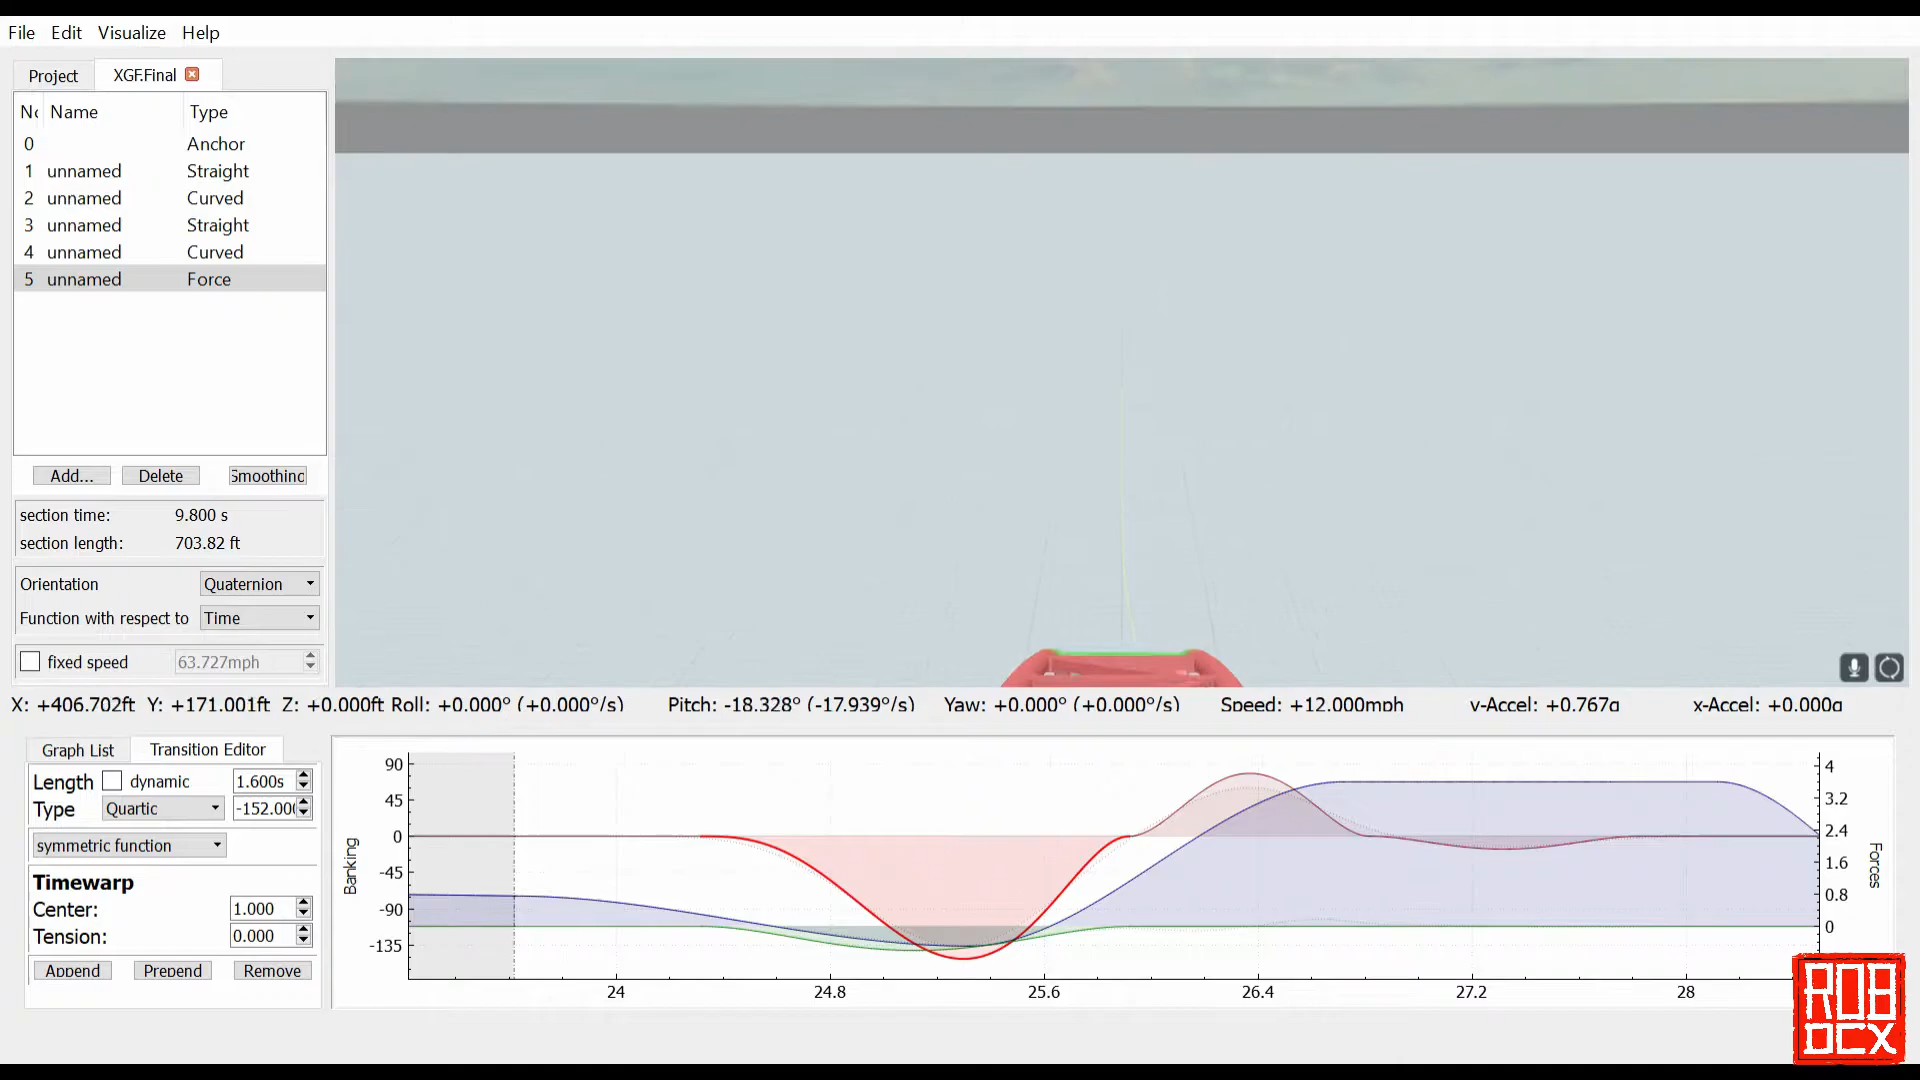 File Edit Visualize Help
Project XGF.Final
Nc Name Type
0 Anchor
1 unnamed Straight
2 unnamed Curved
3 unnamed Straight
4 unnamed Curved
5 unnamed Force
Add... Delete Smoothing
section time: 9.800 s
section length: 703.82 ft
Orientation Quaternion
Function with respect to Time
fixed speed 63.727mph
X: +406.702ft Y: +171.001ft Z: +0.000ft Roll: +0.000° (+0.000°/s) Pitch: -18.328° (-17.939°/s) Yaw: +0.000° (+0.000°/s) Speed: +12.000mph y-Accel: +0.767g x-Accel: +0.000g
Graph List Transition Editor
Length dynamic 1.600s
Type Quartic -152.000
symmetric function
Timewarp
Center: 1.000
Tension: 0.000
Append Prepend Remove
Banking
90
45
0
-45
-90
-135
24 24.8 25.6 26.4 27.2 28
4
3.2
2.4
1.6
0.8
0
Forces
ROB
DCX